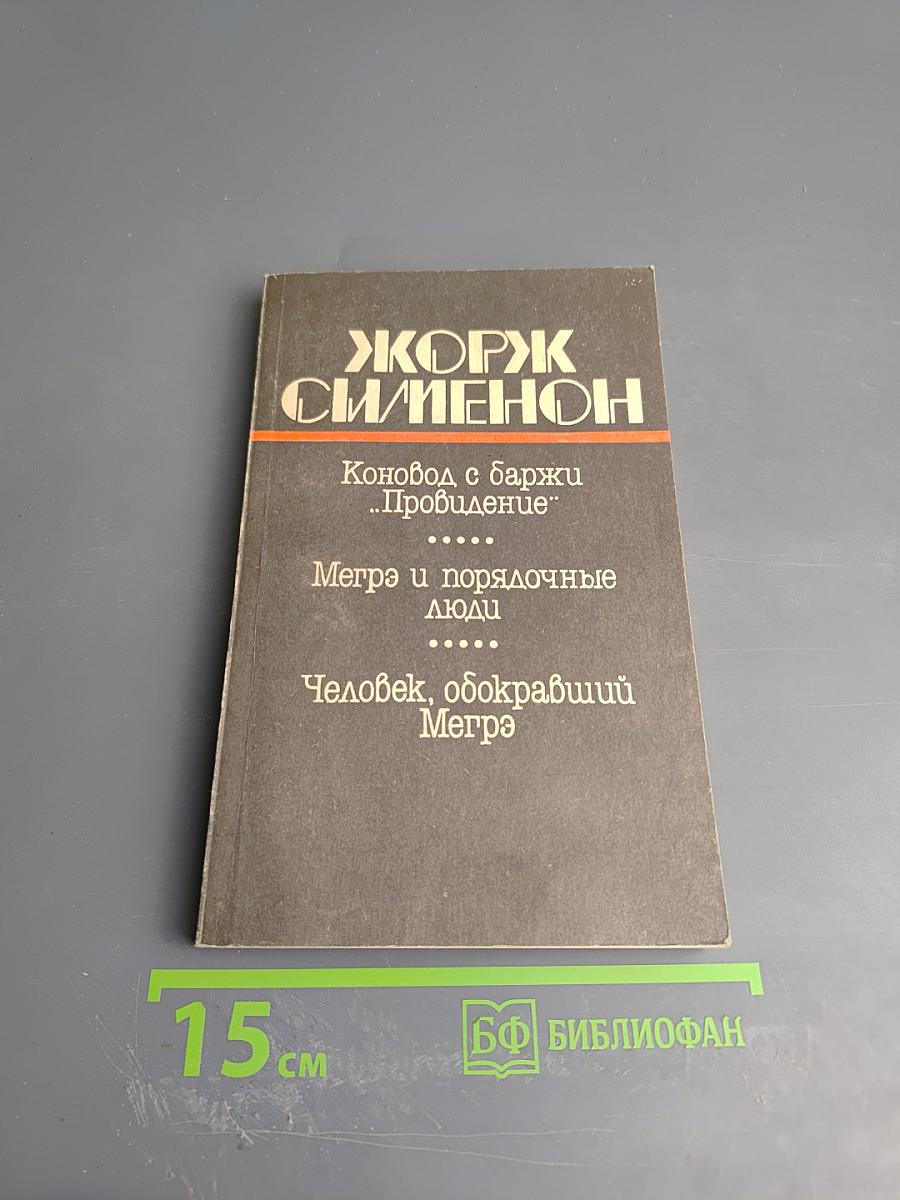 ЖОРЖ
СИМЕНОН
Коновод с баржи
„Провидение"
Мегрэ и порядочные
люди
Человек, обокравший
Мегрэ
15 см
БФ БИБЛИОФАН